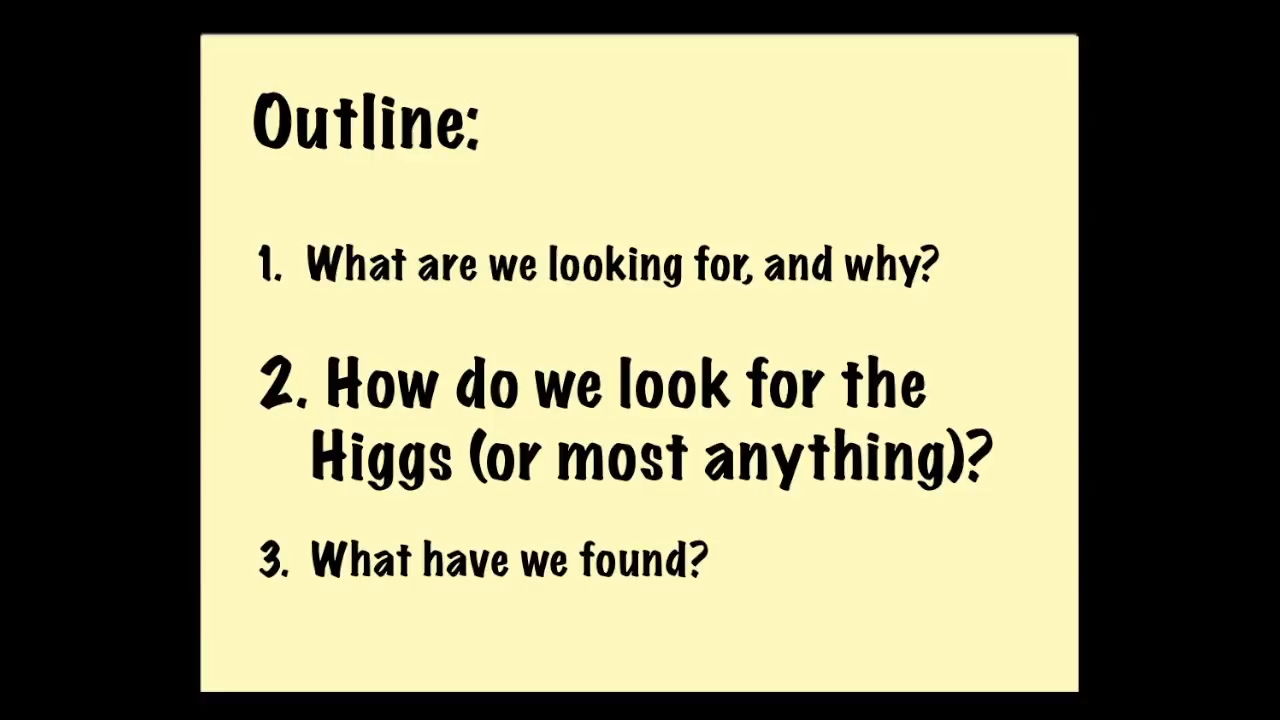 Outline:
1. What are we looking for, and why?
2. How do we look for the
Higgs (or most anything)?
3. What have we found?